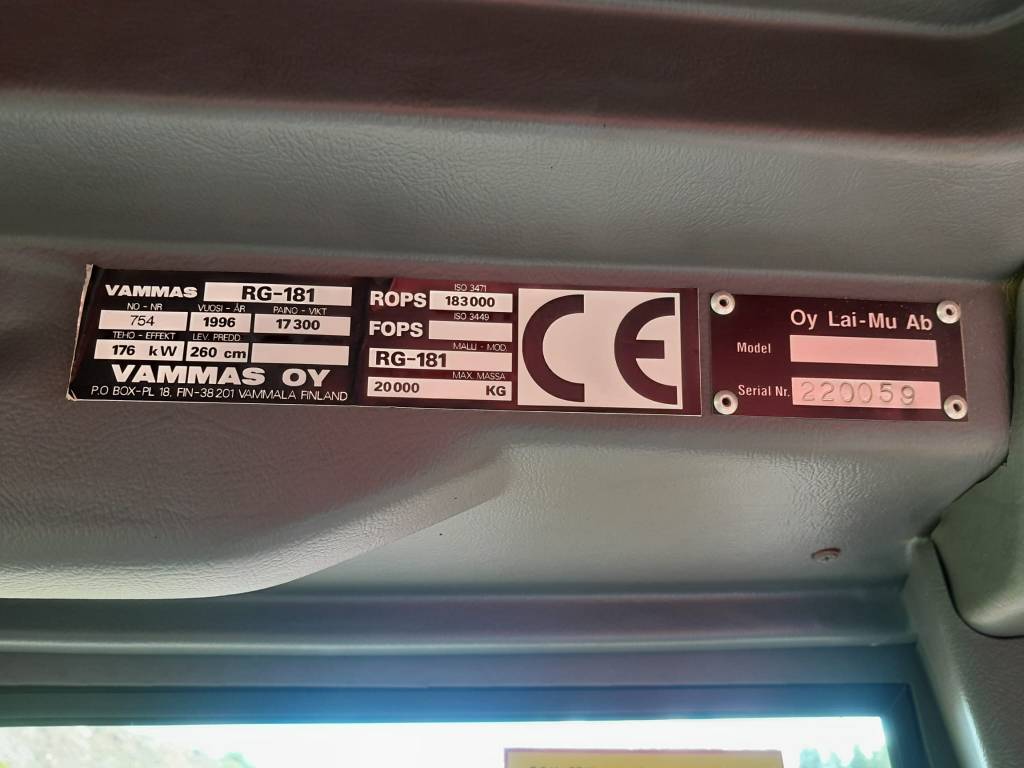 VAMMAS RG-181
NO - NR VUOSI - ÅR PAINO - VIKT
754 1996 17300
TEHO - EFFEKT LEV. PREDD.
176 kW 260 cm
VAMMAS OY
P.O BOX-PL 18, FIN-38201 VAMMALA FINLAND
ISO 3471
ROPS 183000
ISO 3449
FOPS
MALLI - MOD.
RG-181
MAX. MASSA
20000 KG
CE
Oy Lai-Mu Ab
Model
Serial Nr. 220059